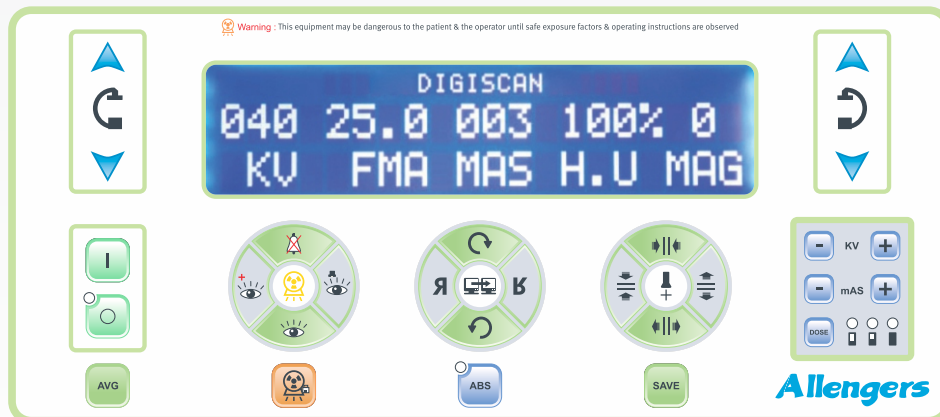 Warning : This equipment may be dangerous to the patient & the operator until safe exposure factors & operating instructions are observed
DIGISCAN
040 25.0 003 100% 0
KV FMA MAS H.U MAG
I
O
R R
- KV +
- mAS +
DOSE
AVG
ABS
SAVE
Allengers